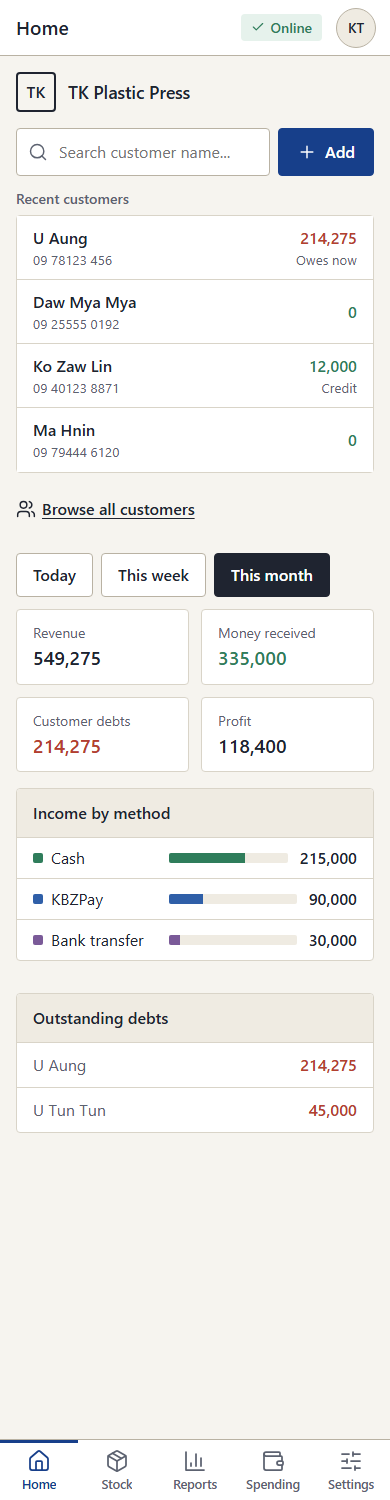 Home
Online
KT
TK
TK Plastic Press
Search customer name...
Add
Recent customers
U Aung
214,275
09 78123 456
Owes now
Daw Mya Mya
0
09 25555 0192
Ko Zaw Lin
12,000
09 40123 8871
Credit
Ma Hnin
0
09 79444 6120
Browse all customers
Today
This week
This month
Revenue
549,275
Money received
335,000
Customer debts
214,275
Profit
118,400
Income by method
Cash
215,000
KBZPay
90,000
Bank transfer
30,000
Outstanding debts
U Aung
214,275
U Tun Tun
45,000
Home
Stock
Reports
Spending
Settings